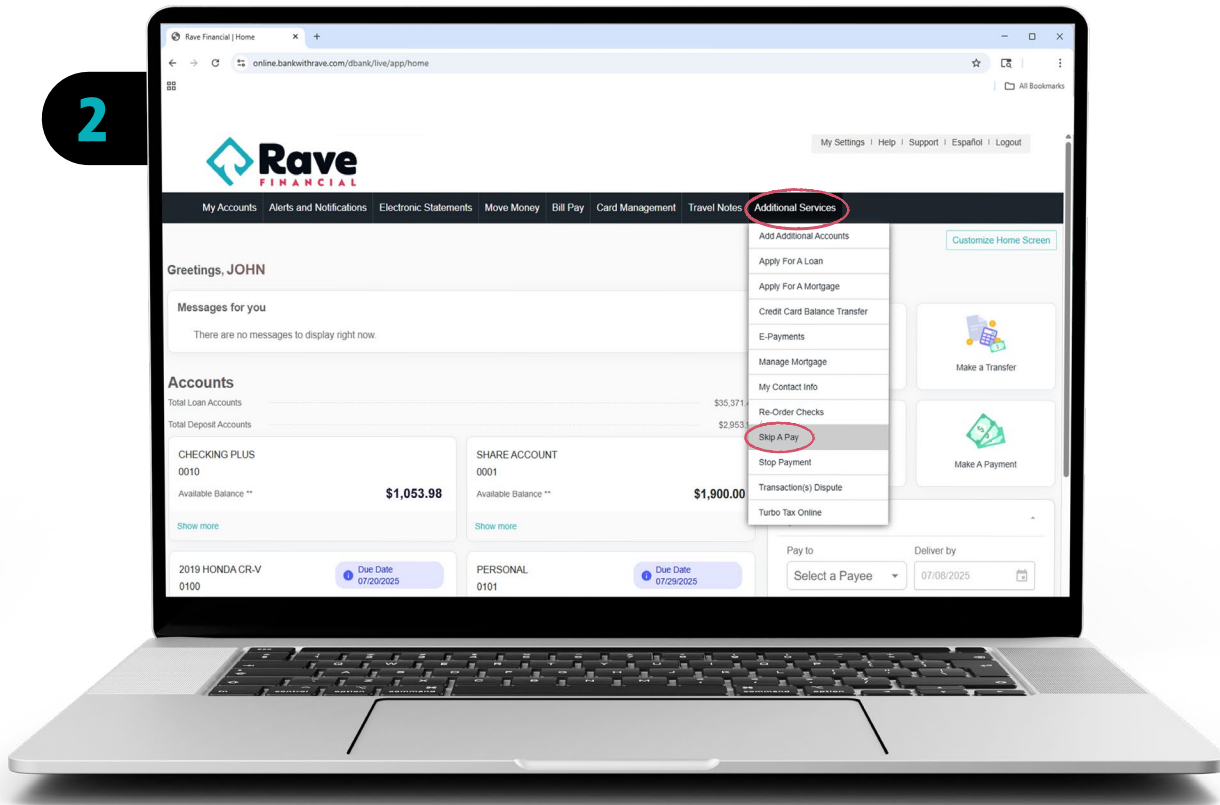 2
Rave Financial | Home
online.bankwithrave.com/dbank/live/app/home
All Bookmarks
Rave
FINANCIAL
My Settings | Help | Support | Español | Logout
My Accounts Alerts and Notifications Electronic Statements Move Money Bill Pay Card Management Travel Notes Additional Services
Add Additional Accounts
Apply For A Loan
Apply For A Mortgage
Credit Card Balance Transfer
E-Payments
Manage Mortgage
My Contact Info
Re-Order Checks
Skip A Pay
Stop Payment
Transaction(s) Dispute
Turbo Tax Online
Customize Home Screen
Greetings, JOHN
Messages for you
There are no messages to display right now.
Make a Transfer
Make A Payment
Accounts
Total Loan Accounts $35,371.
Total Deposit Accounts $2,953.
CHECKING PLUS
0010
Available Balance ** $1,053.98
Show more
SHARE ACCOUNT
0001
Available Balance ** $1,900.00
Show more
2019 HONDA CR-V
0100
Due Date
07/20/2025
PERSONAL
0101
Due Date
07/29/2025
Pay to
Select a Payee
Deliver by
07/08/2025
control option command
command option